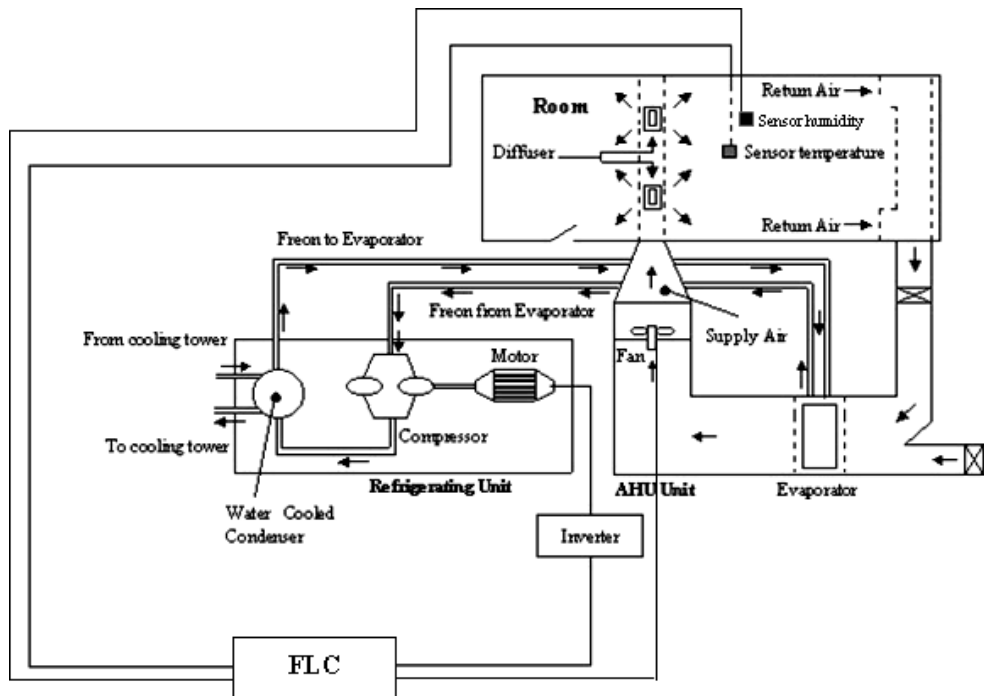 Return Air
Room
Sensor humidity
Diffuser
Sensor temperature
Return Air
Freon to Evaporator
Freon from Evaporator
Supply Air
From cooling tower
Fan
Motor
To cooling tower
Compressor
Refrigerating Unit
AHU Unit
Evaporator
Water Cooled
Condenser
Inverter
FLC